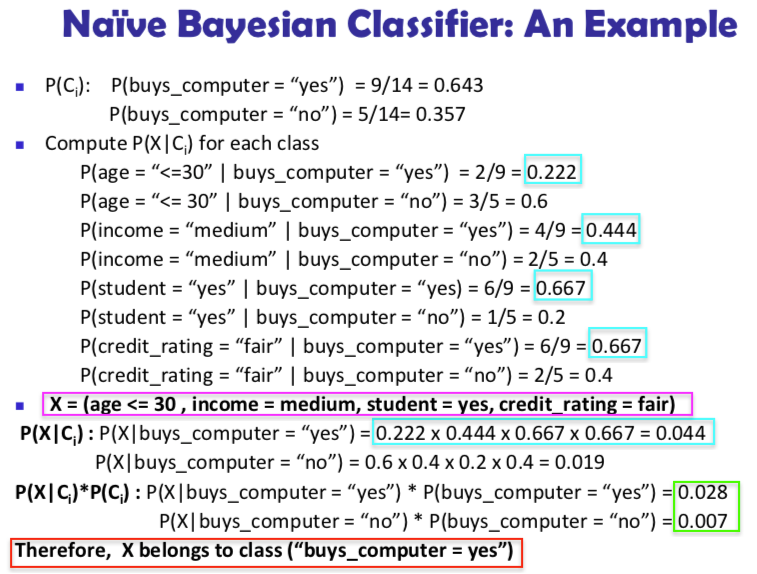 Naïve Bayesian Classifier: An Example
P(Ci): P(buys_computer = “yes”) = 9/14 = 0.643
P(buys_computer = “no”) = 5/14= 0.357
Compute P(X|Ci) for each class
P(age = “<=30” | buys_computer = “yes”) = 2/9 = 0.222
P(age = “<= 30” | buys_computer = “no”) = 3/5 = 0.6
P(income = “medium” | buys_computer = “yes”) = 4/9 = 0.444
P(income = “medium” | buys_computer = “no”) = 2/5 = 0.4
P(student = “yes” | buys_computer = “yes) = 6/9 = 0.667
P(student = “yes” | buys_computer = “no”) = 1/5 = 0.2
P(credit_rating = “fair” | buys_computer = “yes”) = 6/9 = 0.667
P(credit_rating = “fair” | buys_computer = “no”) = 2/5 = 0.4
X = (age <= 30 , income = medium, student = yes, credit_rating = fair)
P(X|Ci) : P(X|buys_computer = “yes”) = 0.222 x 0.444 x 0.667 x 0.667 = 0.044
P(X|buys_computer = “no”) = 0.6 x 0.4 x 0.2 x 0.4 = 0.019
P(X|Ci)*P(Ci) : P(X|buys_computer = “yes”) * P(buys_computer = “yes”) = 0.028
P(X|buys_computer = “no”) * P(buys_computer = “no”) = 0.007
Therefore, X belongs to class (“buys_computer = yes”)